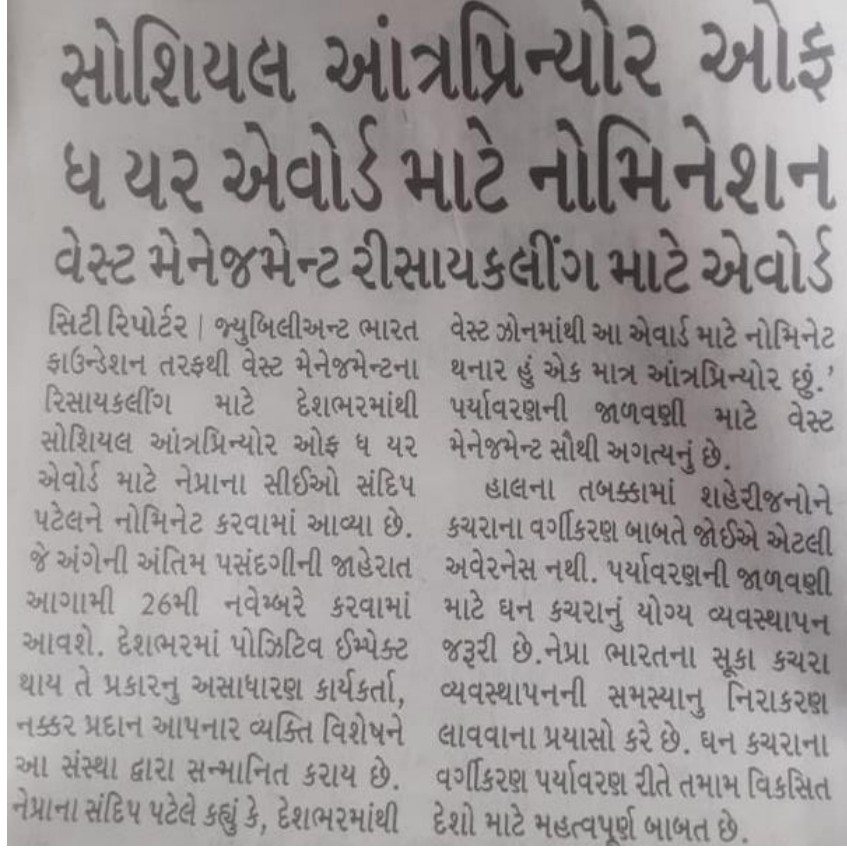 સોશિયલ આંત્રપ્રિન્યોર ઓફ
ધ યર એવોર્ડ માટે નોમિનેશન
વેસ્ટ મેનેજમેન્ટ રીસાયકલીંગ માટે એવોર્ડ
સિટી રિપોર્ટર | જ્યુબિલીઅન્ટ ભારત
ફાઉન્ડેશન તરફથી વેસ્ટ મેનેજમેન્ટના
રિસાયકલીંગ માટે દેશભરમાંથી
સોશિયલ આંત્રપ્રિન્યોર ઓફ ધ યર
એવોર્ડ માટે નેપ્રાના સીઈઓ સંદિપ
પટેલને નોમિનેટ કરવામાં આવ્યા છે.
જે અંગેની અંતિમ પસંદગીની જાહેરાત
આગામી 26મી નવેમ્બરે કરવામાં
આવશે. દેશભરમાં પોઝિટિવ ઈમ્પેક્ટ
થાય તે પ્રકારનુ અસાધારણ કાર્યકર્તા,
નક્કર પ્રદાન આપનાર વ્યક્તિ વિશેષને
આ સંસ્થા દ્વારા સન્માનિત કરાય છે.
નેપ્રાના સંદિપ પટેલે કહ્યું કે, દેશભરમાંથી
વેસ્ટ ઝોનમાંથી આ એવાર્ડ માટે નોમિનેટ
થનાર હું એક માત્ર આંત્રપ્રિન્યોર છું.'
પર્યાવરણની જાળવણી માટે વેસ્ટ
મેનેજમેન્ટ સૌથી અગત્યનું છે.
હાલના તબક્કામાં શહેરીજનોને
કચરાના વર્ગીકરણ બાબતે જોઈએ એટલી
અવેરનેસ નથી. પર્યાવરણની જાળવણી
માટે ઘન કચરાનું યોગ્ય વ્યવસ્થાપન
જરૂરી છે.નેપ્રા ભારતના સૂકા કચરા
વ્યવસ્થાપનની સમસ્યાનુ નિરાકરણ
લાવવાના પ્રયાસો કરે છે. ઘન કચરાના
વર્ગીકરણ પર્યાવરણ રીતે તમામ વિકસિત
દેશો માટે મહત્વપૂર્ણ બાબત છે.